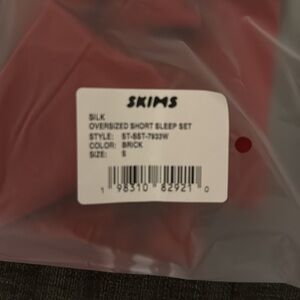 SKIMS
SILK
OVERSIZED SHORT SLEEP SET
STYLE: ST-SST-7933W
COLOR: BRICK
SIZE: S
1 98310 82921 0